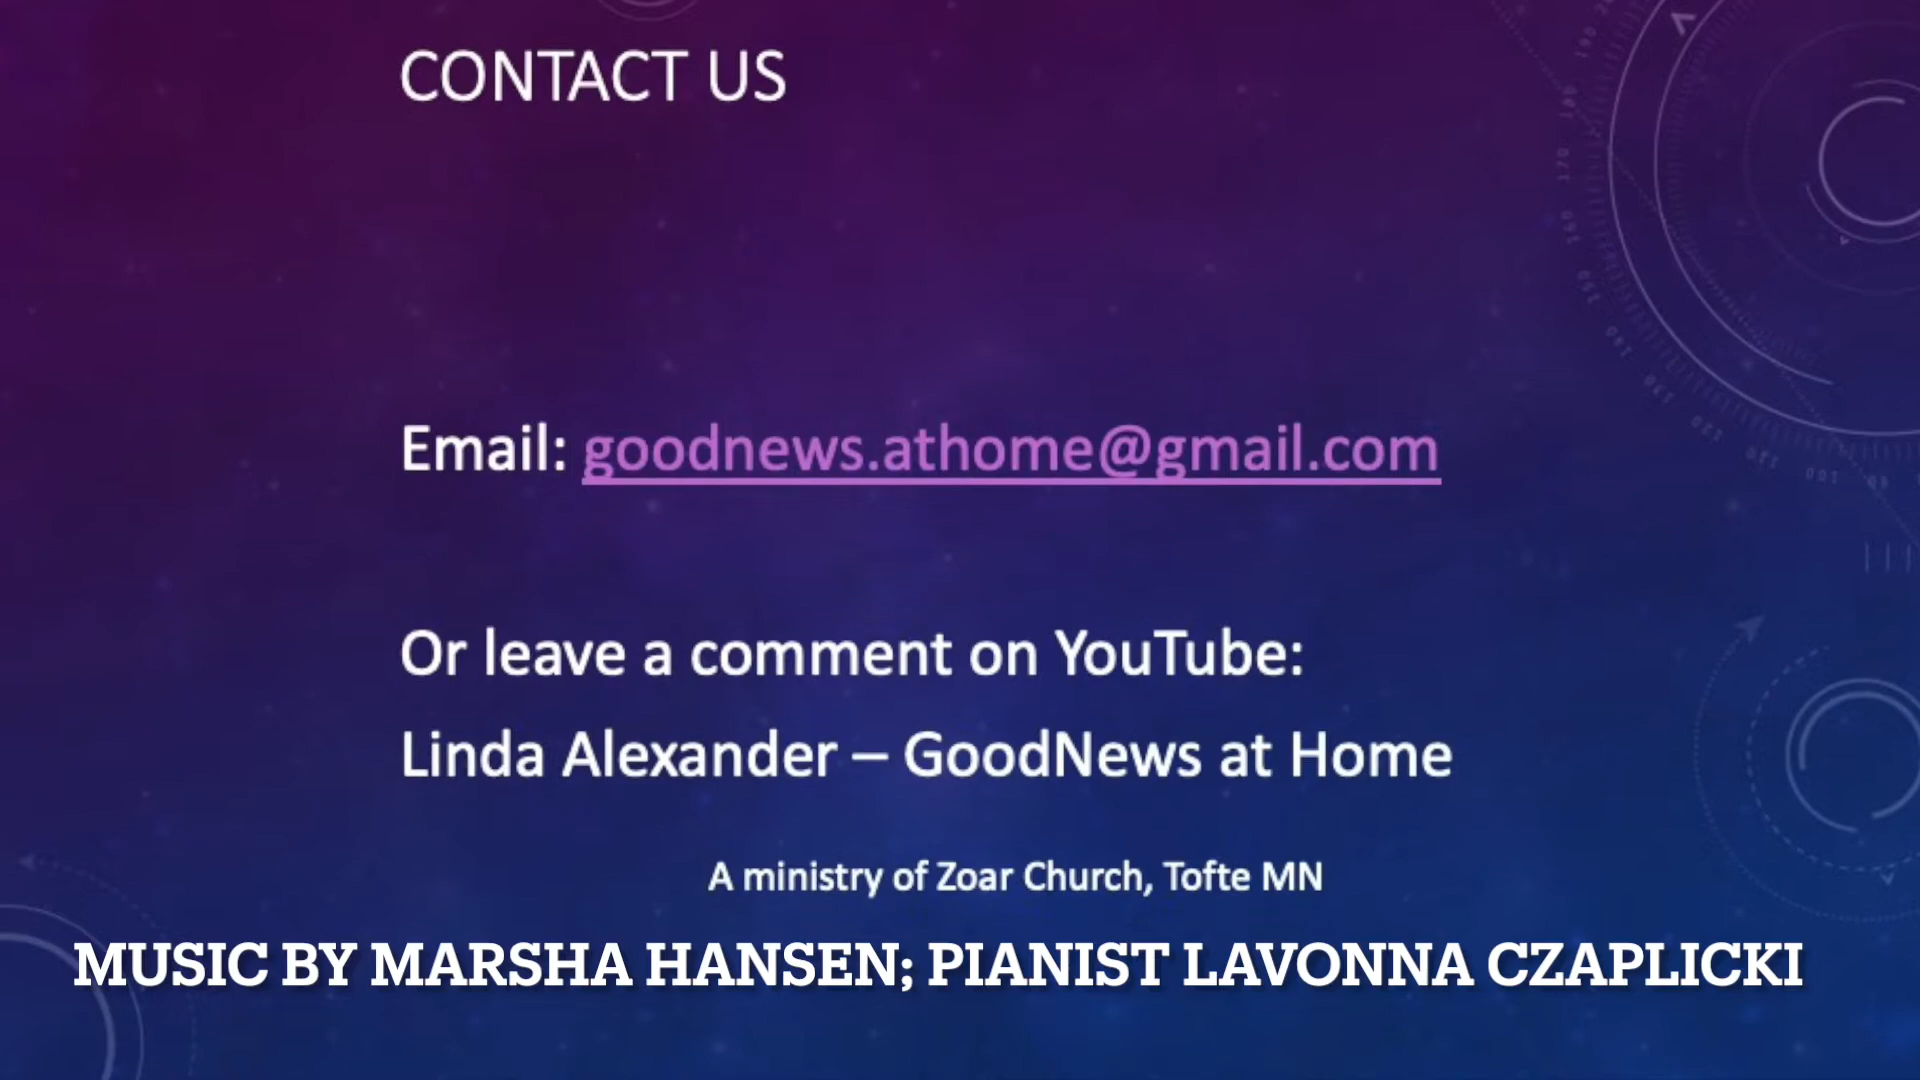 CONTACT US
Email: goodnews.athome@gmail.com
Or leave a comment on YouTube:
Linda Alexander – GoodNews at Home
A ministry of Zoar Church, Tofte MN
MUSIC BY MARSHA HANSEN; PIANIST LAVONNA CZAPLICKI